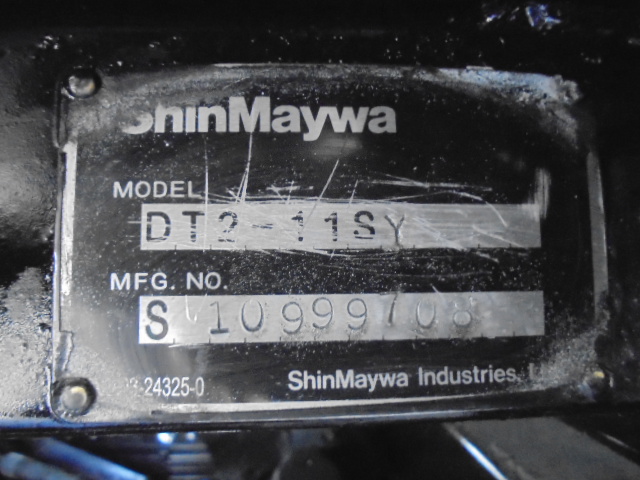 ShinMaywa
MODEL
DT2-11SY
MFG. NO.
S 10999708
24325-0
ShinMaywa Industries,